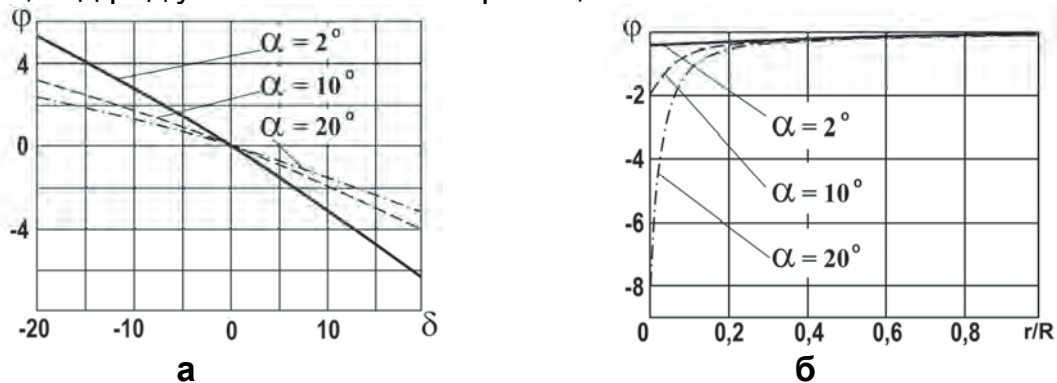 φ
4
0
-4
-20 -10 0 10 δ
α = 2°
α = 10°
α = 20°
а
φ
-2
-4
-6
-8
0 0,2 0,4 0,6 0,8 r/R
α = 2°
α = 10°
α = 20°
б